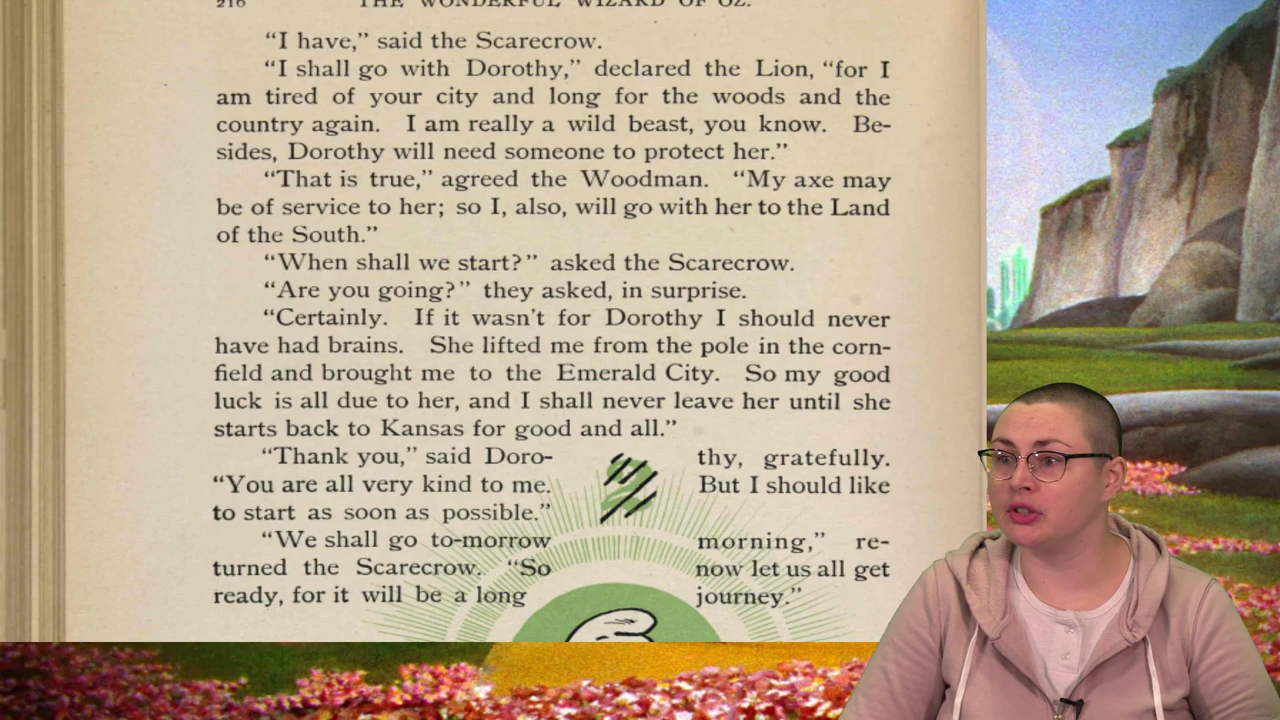 216 THE WONDERFUL WIZARD OF OZ.
“I have,” said the Scarecrow.
“I shall go with Dorothy,” declared the Lion, “for I
am tired of your city and long for the woods and the
country again. I am really a wild beast, you know. Be-
sides, Dorothy will need someone to protect her.”
“That is true,” agreed the Woodman. “My axe may
be of service to her; so I, also, will go with her to the Land
of the South.”
“When shall we start?” asked the Scarecrow.
“Are you going?” they asked, in surprise.
“Certainly. If it wasn't for Dorothy I should never
have had brains. She lifted me from the pole in the corn-
field and brought me to the Emerald City. So my good
luck is all due to her, and I shall never leave her until she
starts back to Kansas for good and all.”
“Thank you,” said Doro- thy, gratefully.
“You are all very kind to me. But I should like
to start as soon as possible.”
“We shall go to-morrow morning,” re-
turned the Scarecrow. “So now let us all get
ready, for it will be a long journey.”